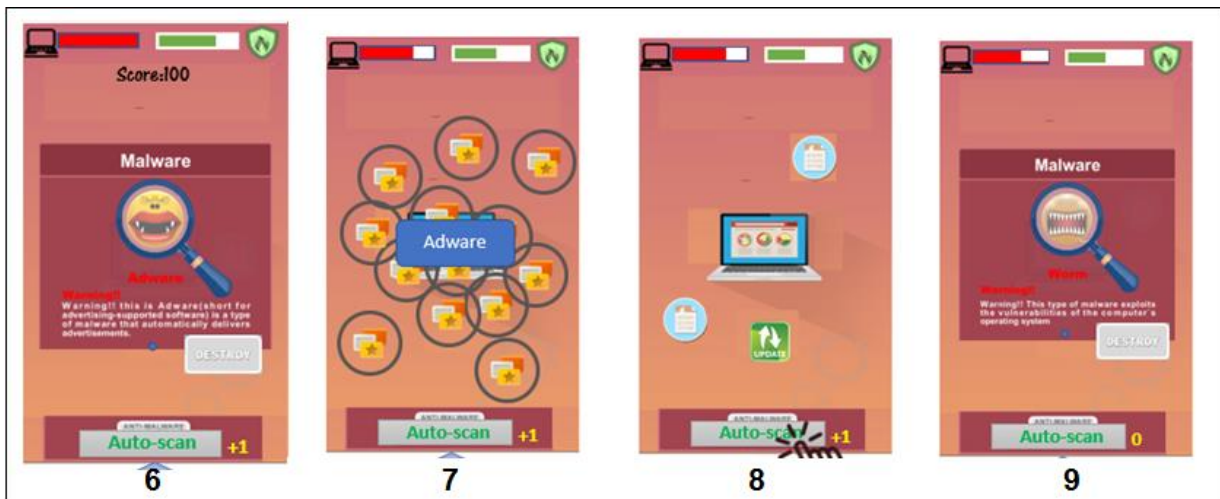 Score:100
Malware
Adware
Warning!!
Warning!! this is Adware(short for
advertising-supported software) is a type
of malware that automatically delivers
advertisements.
DESTROY
ANTI-MALWARE
Auto-scan +1
6
Adware
ANTI-MALWARE
Auto-scan +1
7
UPDATE
ANTI-MALWARE
Auto-scan +1
8
Malware
Worm
Warning!!
Warning!! This type of malware exploits
the vulnerabilities of the computer's
operating system
DESTROY
ANTI-MALWARE
Auto-scan 0
9